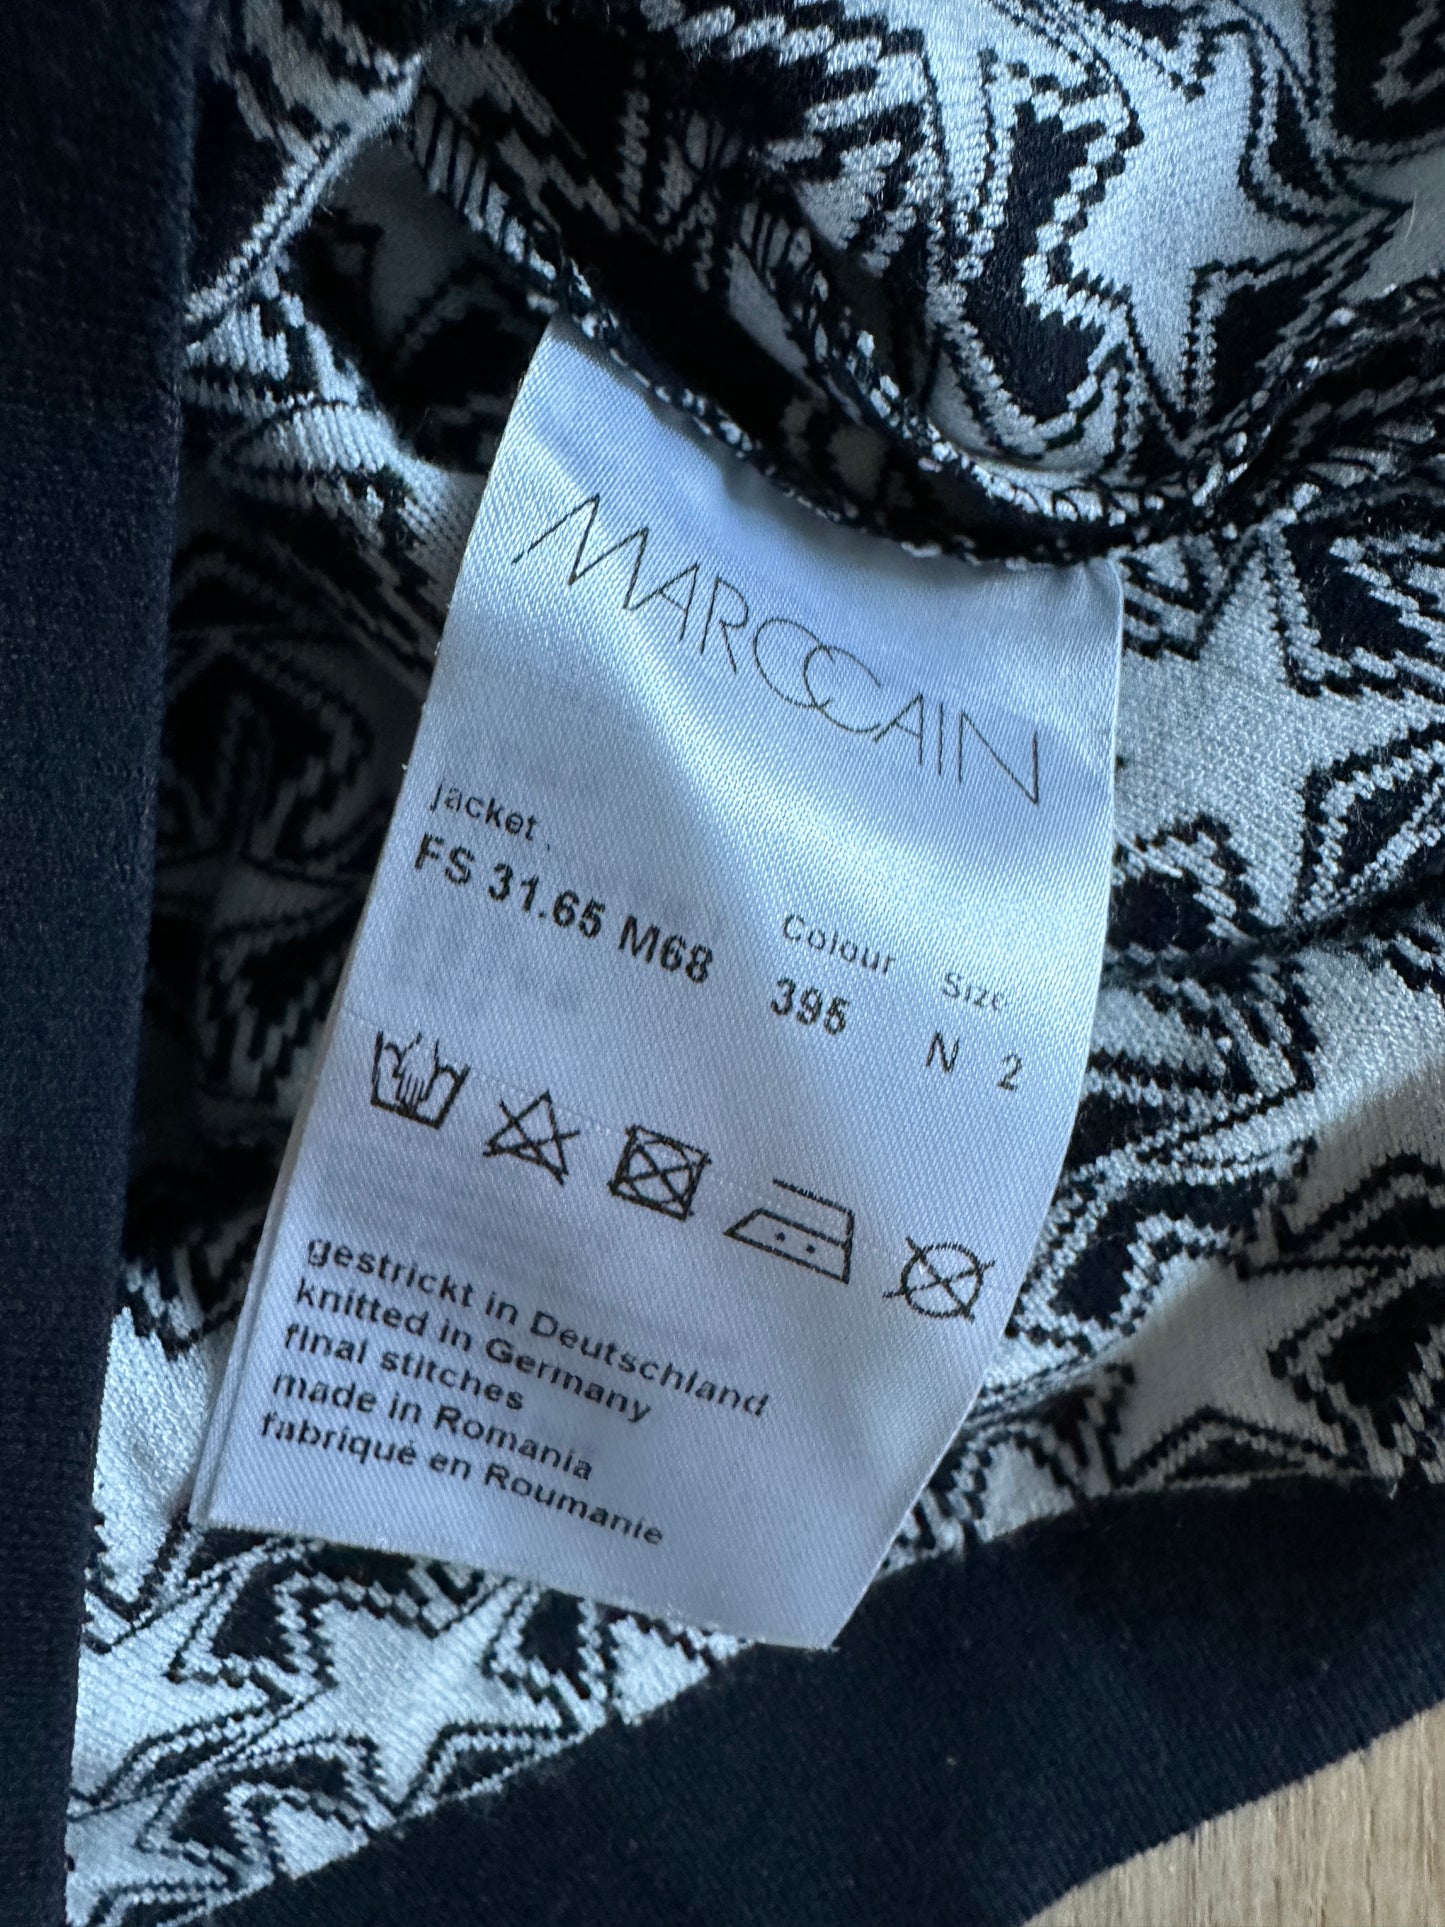 MARCCAIN
jacket
FS 31.65 M68
Colour
395
Size
N 2
gestrickt in Deutschland
knitted in Germany
final stitches
made in Romania
fabriqué en Roumanie